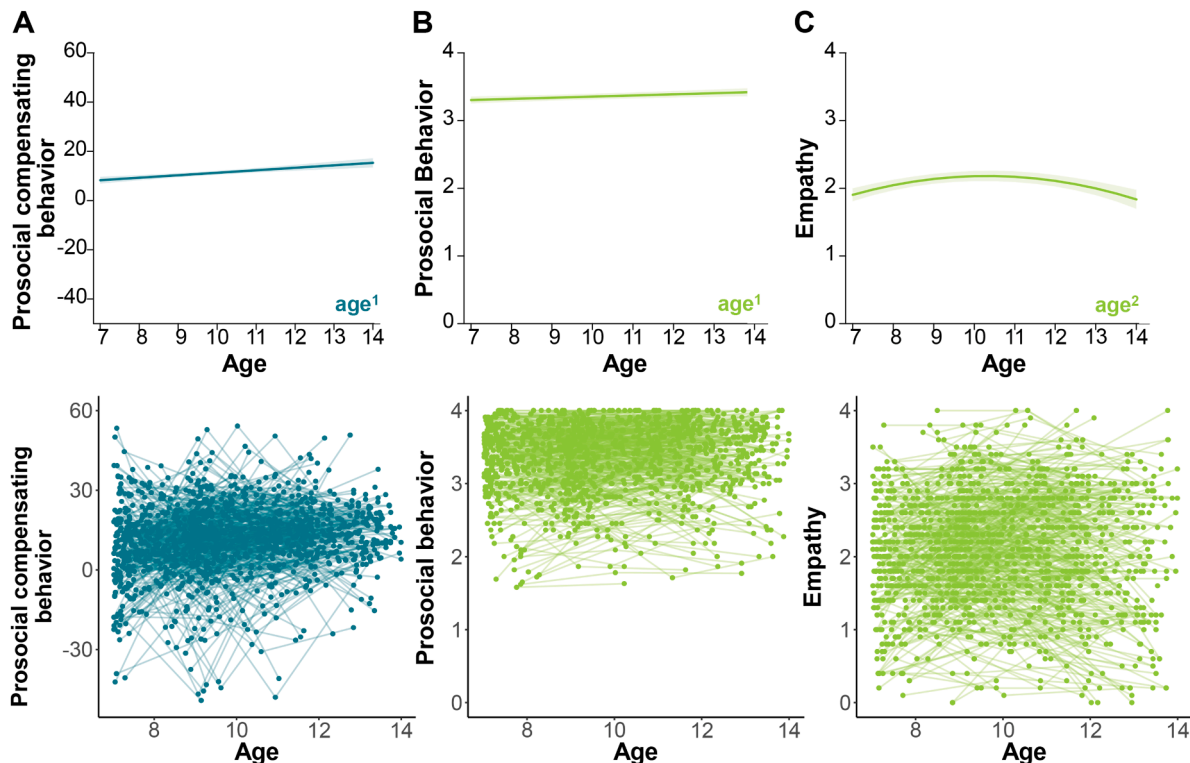 A
Prosocial compensating
behavior
60
40
20
0
-20
-40
age1
7 8 9 10 11 12 13 14
Age
B
Prosocial Behavior
4
3
2
1
0
age1
7 8 9 10 11 12 13 14
Age
C
Empathy
4
3
2
1
0
age2
7 8 9 10 11 12 13 14
Age
Prosocial compensating
behavior
60
30
0
-30
8 10 12 14
Age
Prosocial behavior
4
3
2
1
0
8 10 12 14
Age
Empathy
4
3
2
1
0
8 10 12 14
Age